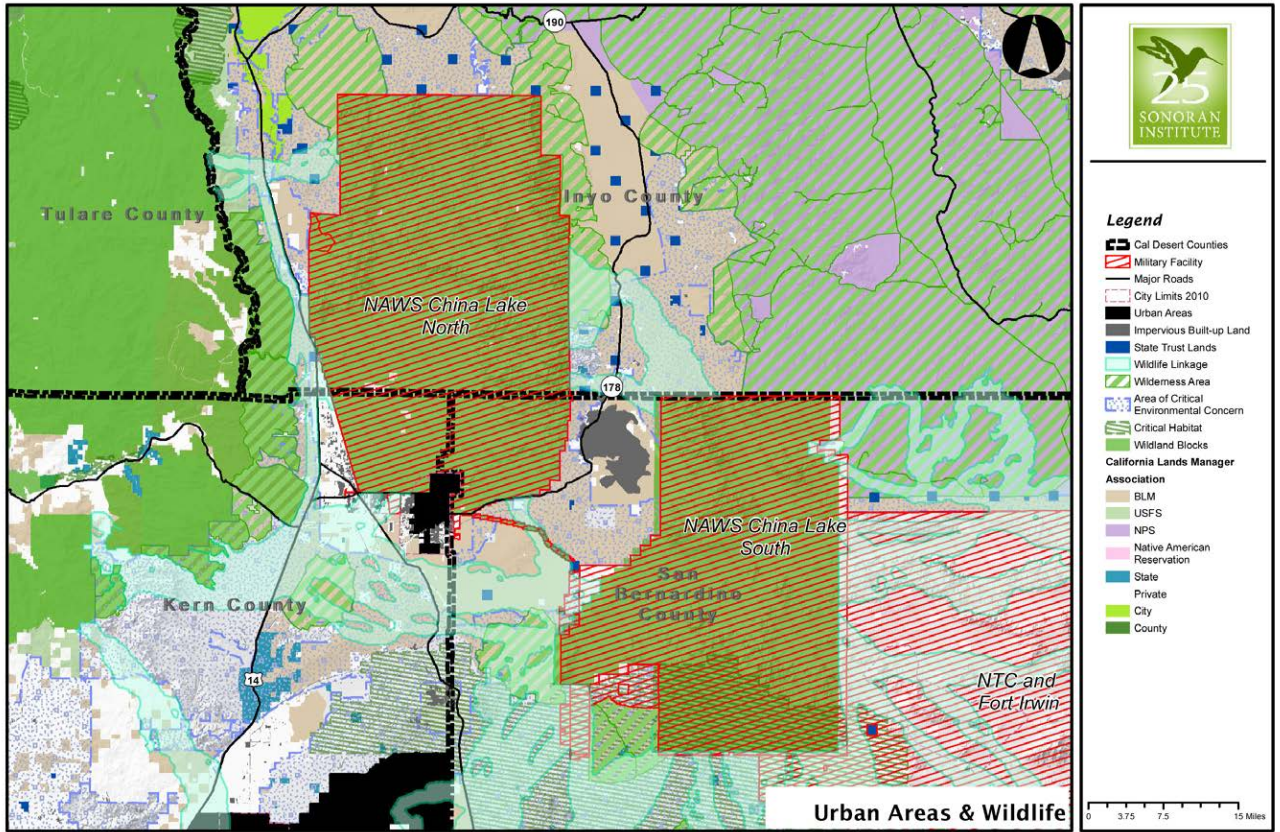 190
Tulare County
Inyo County
NAWS China Lake
North
178
NAWS China Lake
South
San
Bernardino
County
Kern County
14
NTC and
Fort Irwin
Urban Areas & Wildlife
25
SONORAN
INSTITUTE
Legend
Cal Desert Counties
Military Facility
Major Roads
City Limits 2010
Urban Areas
Impervious Built-up Land
State Trust Lands
Wildlife Linkage
Wilderness Area
Area of Critical
Environmental Concern
Critical Habitat
Wildland Blocks
California Lands Manager
Association
BLM
USFS
NPS
Native American
Reservation
State
Private
City
County
0 3.75 7.5 15 Miles